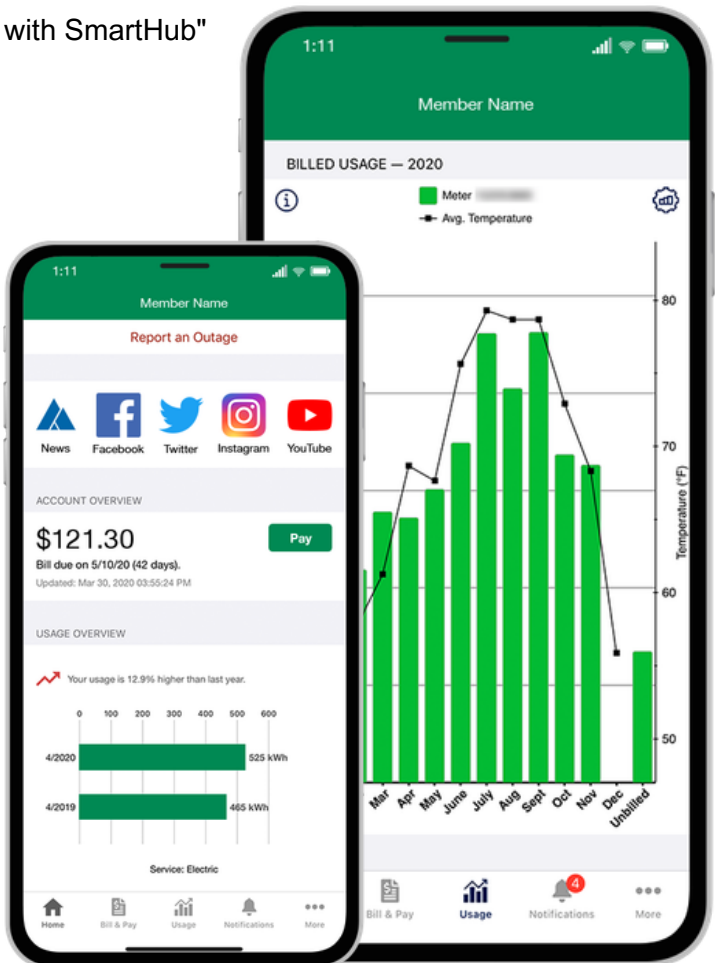 with SmartHub"
1:11
Member Name
BILLED USAGE — 2020
Meter
Avg. Temperature
80
70
60
50
Temperature (°F)
Mar Apr May June July Aug Sept Oct Nov Dec Unbilled
Bill & Pay Usage 4 Notifications More
1:11
Member Name
Report an Outage
News Facebook Twitter Instagram YouTube
ACCOUNT OVERVIEW
$121.30 Pay
Bill due on 5/10/20 (42 days).
Updated: Mar 30, 2020 03:55:24 PM
USAGE OVERVIEW
Your usage is 12.9% higher than last year.
0 100 200 300 400 500 600
4/2020 525 kWh
4/2019 465 kWh
Service: Electric
Home Bill & Pay Usage Notifications More